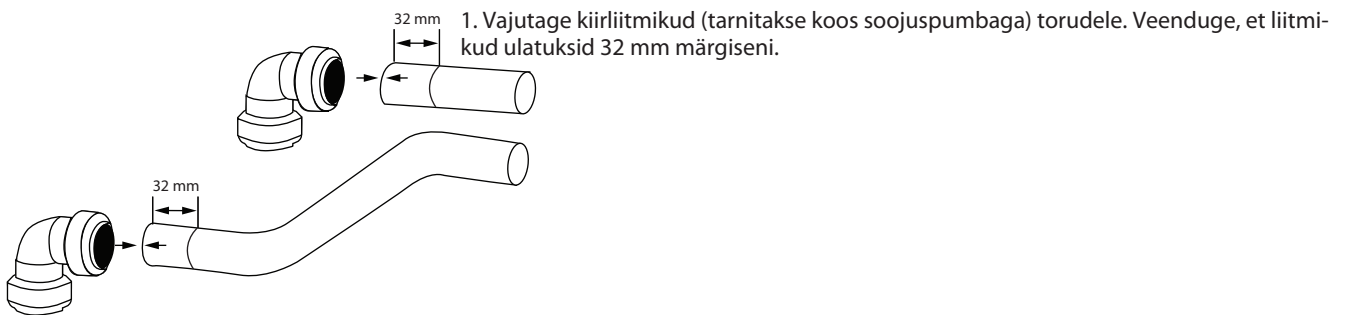 32 mm
1. Vajutage kiirliitmikud (tarnitakse koos soojuspumbaga) torudele. Veenduge, et liitmi-
kud ulatuksid 32 mm märgiseni.
32 mm